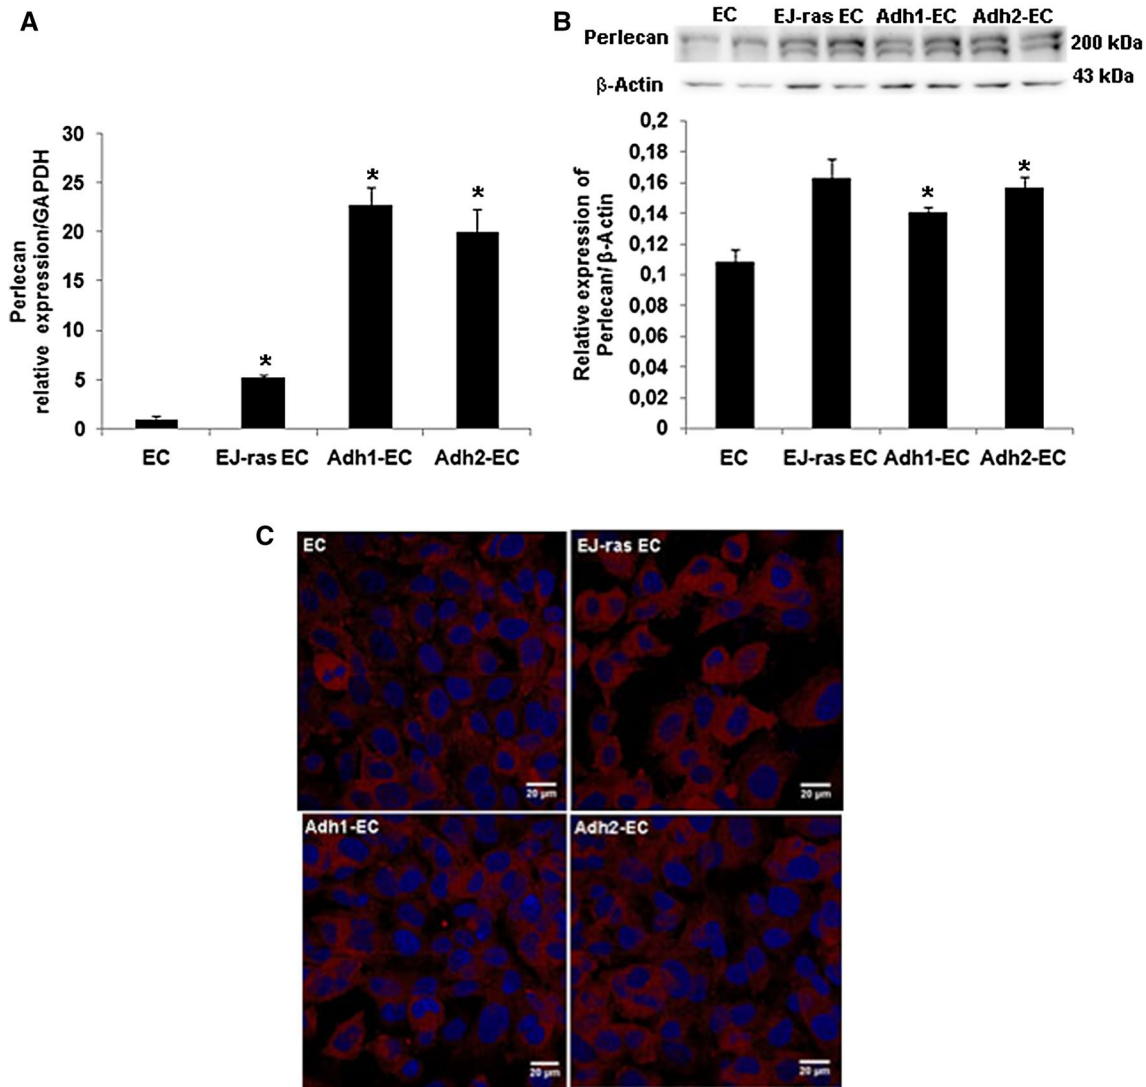 A
Perlecan
relative expression/GAPDH
30
25
20
15
10
5
0
*
*
*
EC
EJ-ras EC
Adh1-EC
Adh2-EC
B
EC
EJ-ras EC
Adh1-EC
Adh2-EC
Perlecan
200 kDa
β-Actin
43 kDa
Relative expression of
Perlecan/ β-Actin
0,2
0,18
0,16
0,14
0,12
0,1
0,08
0,06
0,04
0,02
0
*
*
EC
EJ-ras EC
Adh1-EC
Adh2-EC
C
EC
20 µm
EJ-ras EC
20 µm
Adh1-EC
20 µm
Adh2-EC
20 µm